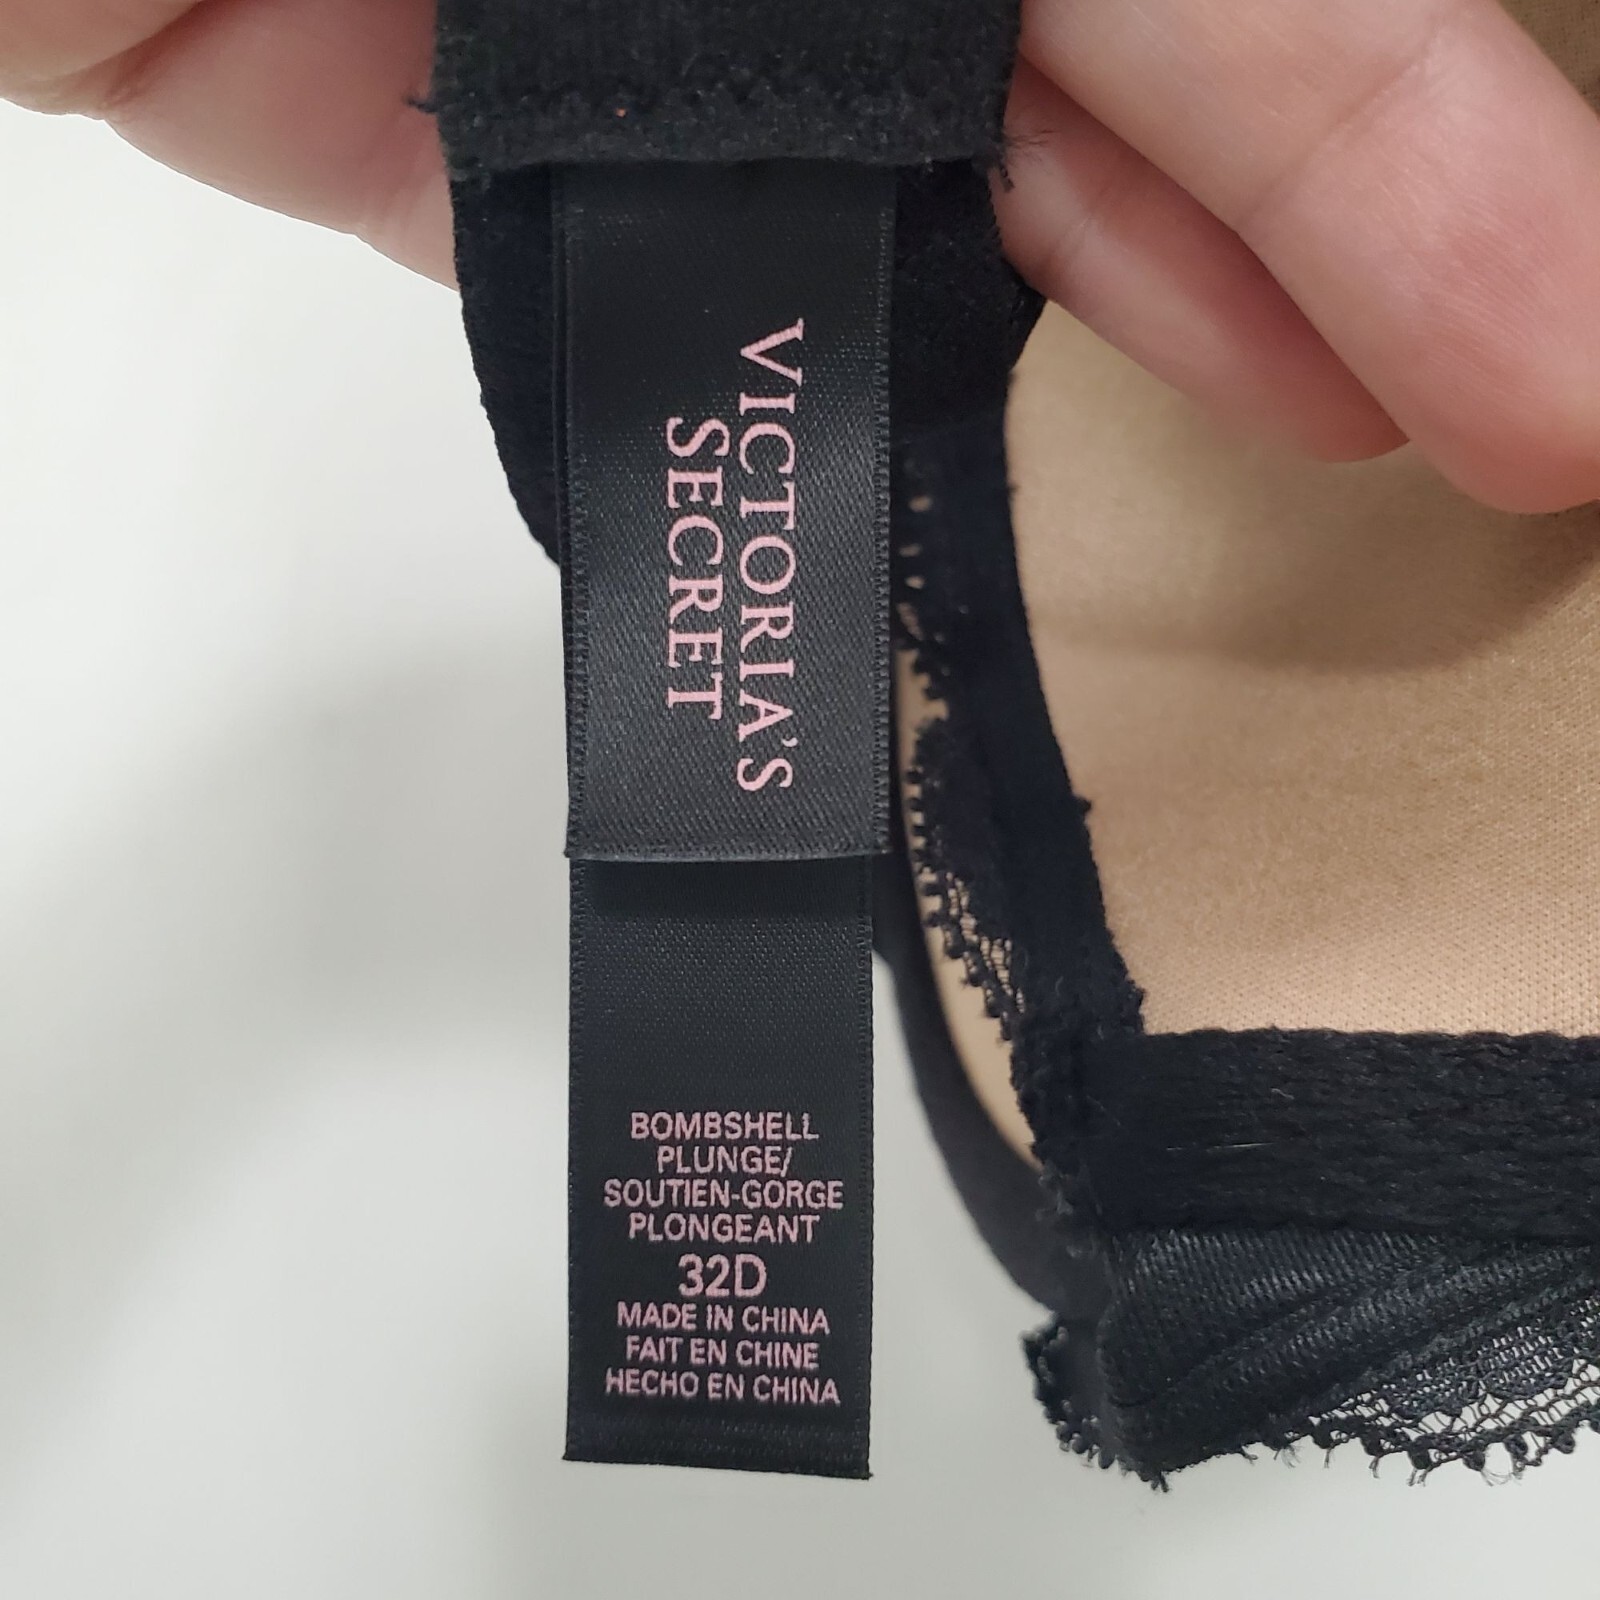 VICTORIA'S
SECRET
BOMBSHELL
PLUNGE/
SOUTIEN-GORGE
PLONGEANT
32D
MADE IN CHINA
FAIT EN CHINE
HECHO EN CHINA